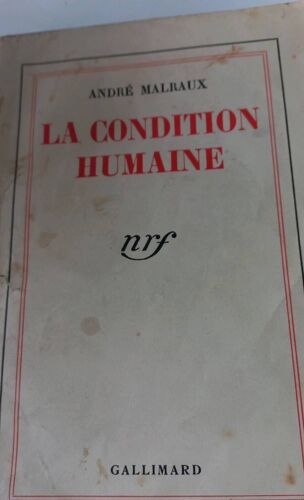 ANDRÉ MALRAUX
LA CONDITION
HUMAINE
nrf
GALLIMARD